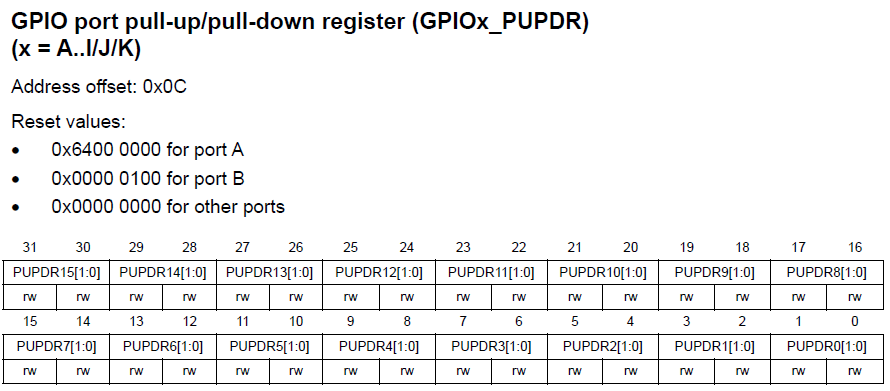 GPIO port pull-up/pull-down register (GPIOx_PUPDR)
(x = A..I/J/K)
Address offset: 0x0C
Reset values:
• 0x6400 0000 for port A
• 0x0000 0100 for port B
• 0x0000 0000 for other ports
31 30 29 28 27 26 25 24 23 22 21 20 19 18 17 16
PUPDR15[1:0] PUPDR14[1:0] PUPDR13[1:0] PUPDR12[1:0] PUPDR11[1:0] PUPDR10[1:0] PUPDR9[1:0] PUPDR8[1:0]
rw rw rw rw rw rw rw rw rw rw rw rw rw rw rw rw
15 14 13 12 11 10 9 8 7 6 5 4 3 2 1 0
PUPDR7[1:0] PUPDR6[1:0] PUPDR5[1:0] PUPDR4[1:0] PUPDR3[1:0] PUPDR2[1:0] PUPDR1[1:0] PUPDR0[1:0]
rw rw rw rw rw rw rw rw rw rw rw rw rw rw rw rw